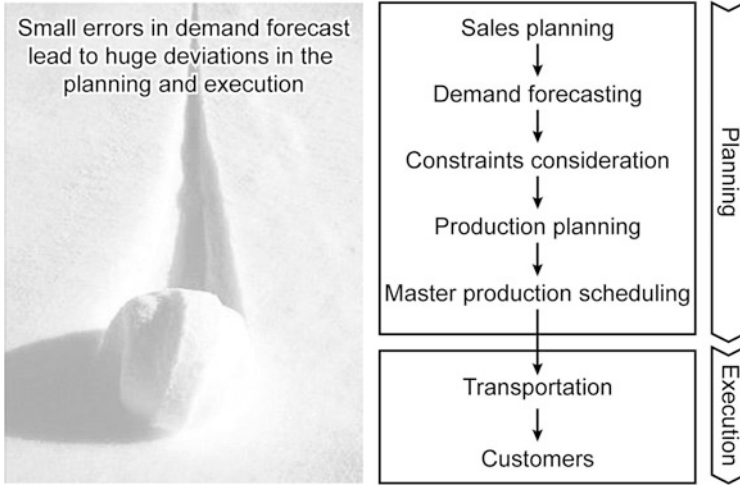 Small errors in demand forecast
lead to huge deviations in the
planning and execution
Sales planning
Demand forecasting
Constraints consideration
Production planning
Master production scheduling
Planning
Transportation
Customers
Execution